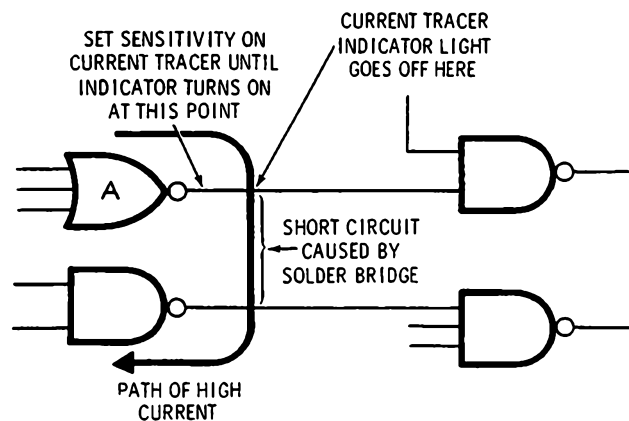 SET SENSITIVITY ON
CURRENT TRACER UNTIL
INDICATOR TURNS ON
AT THIS POINT
CURRENT TRACER
INDICATOR LIGHT
GOES OFF HERE
A
SHORT CIRCUIT
CAUSED BY
SOLDER BRIDGE
PATH OF HIGH
CURRENT